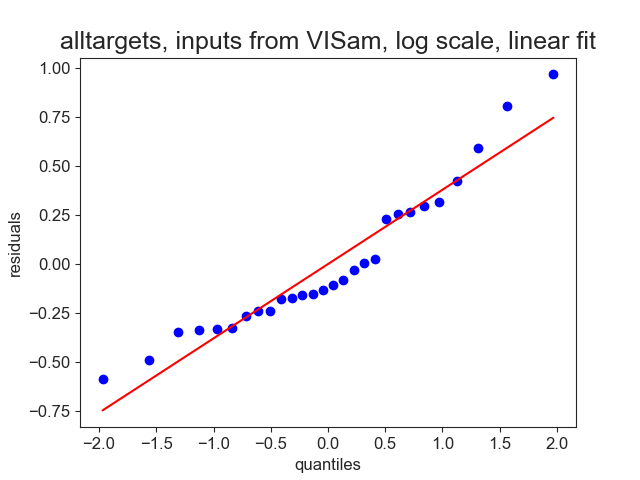 alltargets, inputs from VISam, log scale, linear fit
1.00
0.75
0.50
0.25
0.00
−0.25
−0.50
−0.75
residuals
−2.0 −1.5 −1.0 −0.5 0.0 0.5 1.0 1.5 2.0
quantiles